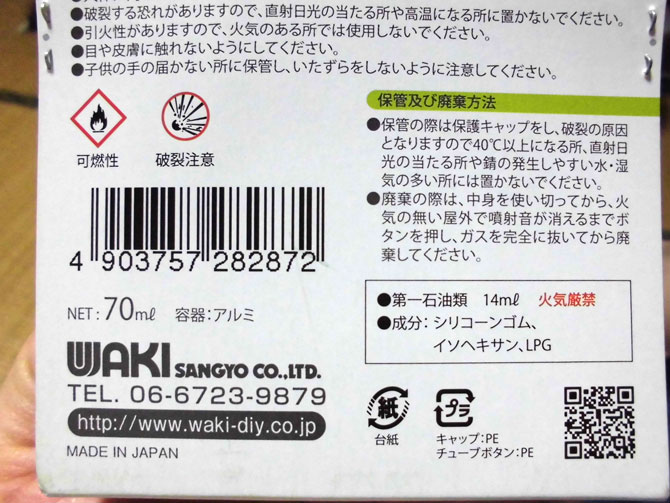 ●破裂する恐れがありますので、直射日光の当たる所や高温になる所に置かないでください。
●引火性がありますので、火気のある所では使用しないでください。
●目や皮膚に触れないようにしてください。
●子供の手の届かない所に保管し、いたずらをしないように注意してください。
可燃性 破裂注意
4 903757 282872
NET：70mℓ 容器：アルミ
WAKI SANGYO CO.,LTD.
TEL. 06-6723-9879
http://www.waki-diy.co.jp
MADE IN JAPAN
保管及び廃棄方法
●保管の際は保護キャップをし、破裂の原因
となりますので40℃以上になる所、直射日
光の当たる所や錆の発生しやすい水・湿
気の多い所には置かないでください。
●廃棄の際は、中身を使い切ってから、火
気の無い屋外で噴射音が消えるまでボ
タンを押し、ガスを完全に抜いてから廃
棄してください。
●第一石油類 14mℓ 火気厳禁
●成分：シリコーンゴム、
イソヘキサン、LPG
紙
台紙
プラ
キャップ：PE
チューブボタン：PE